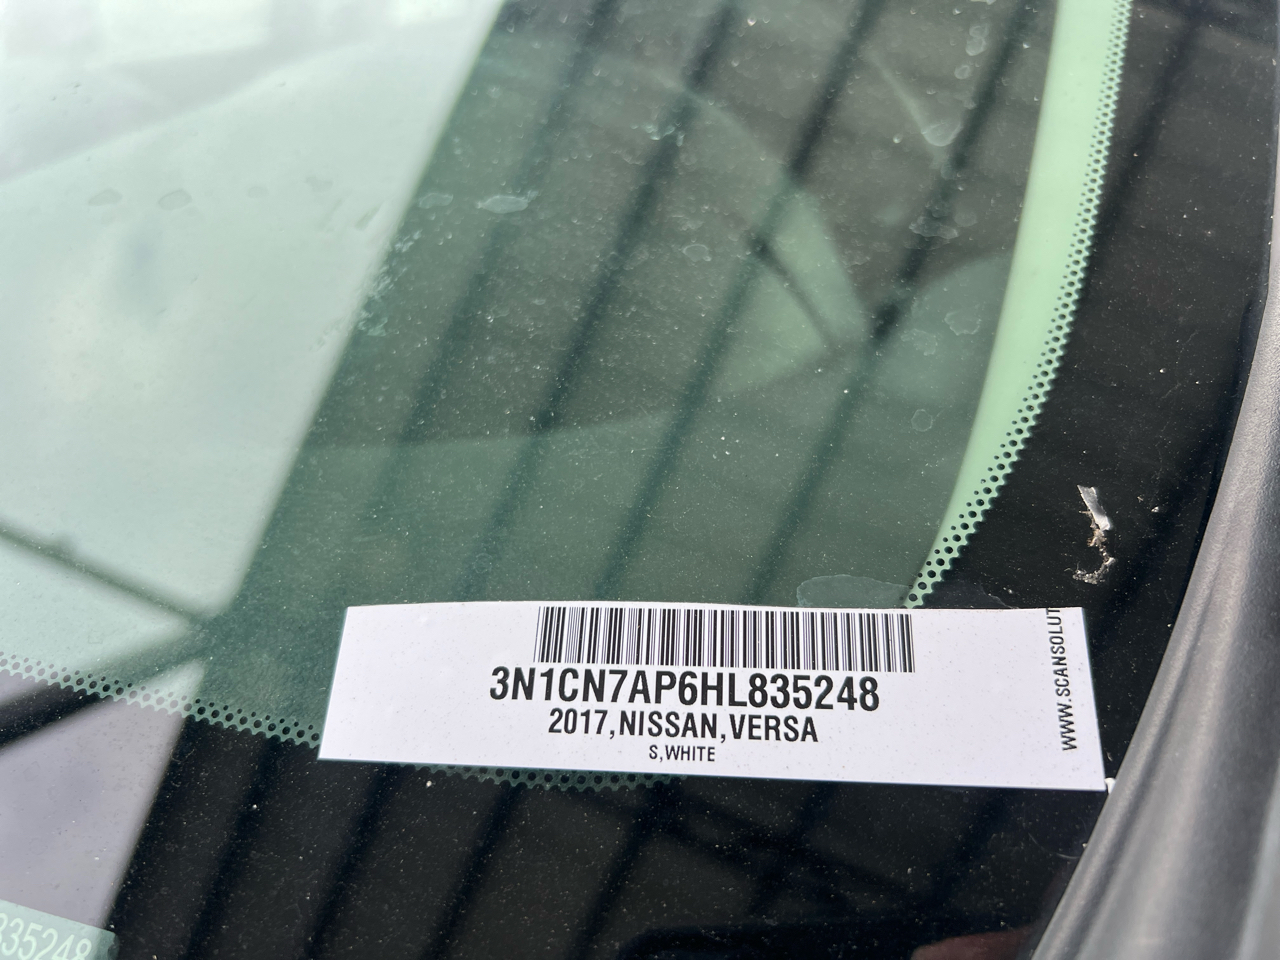 3N1CN7AP6HL835248
2017,NISSAN,VERSA
S,WHITE
WWW.SCANSOLUT
835248